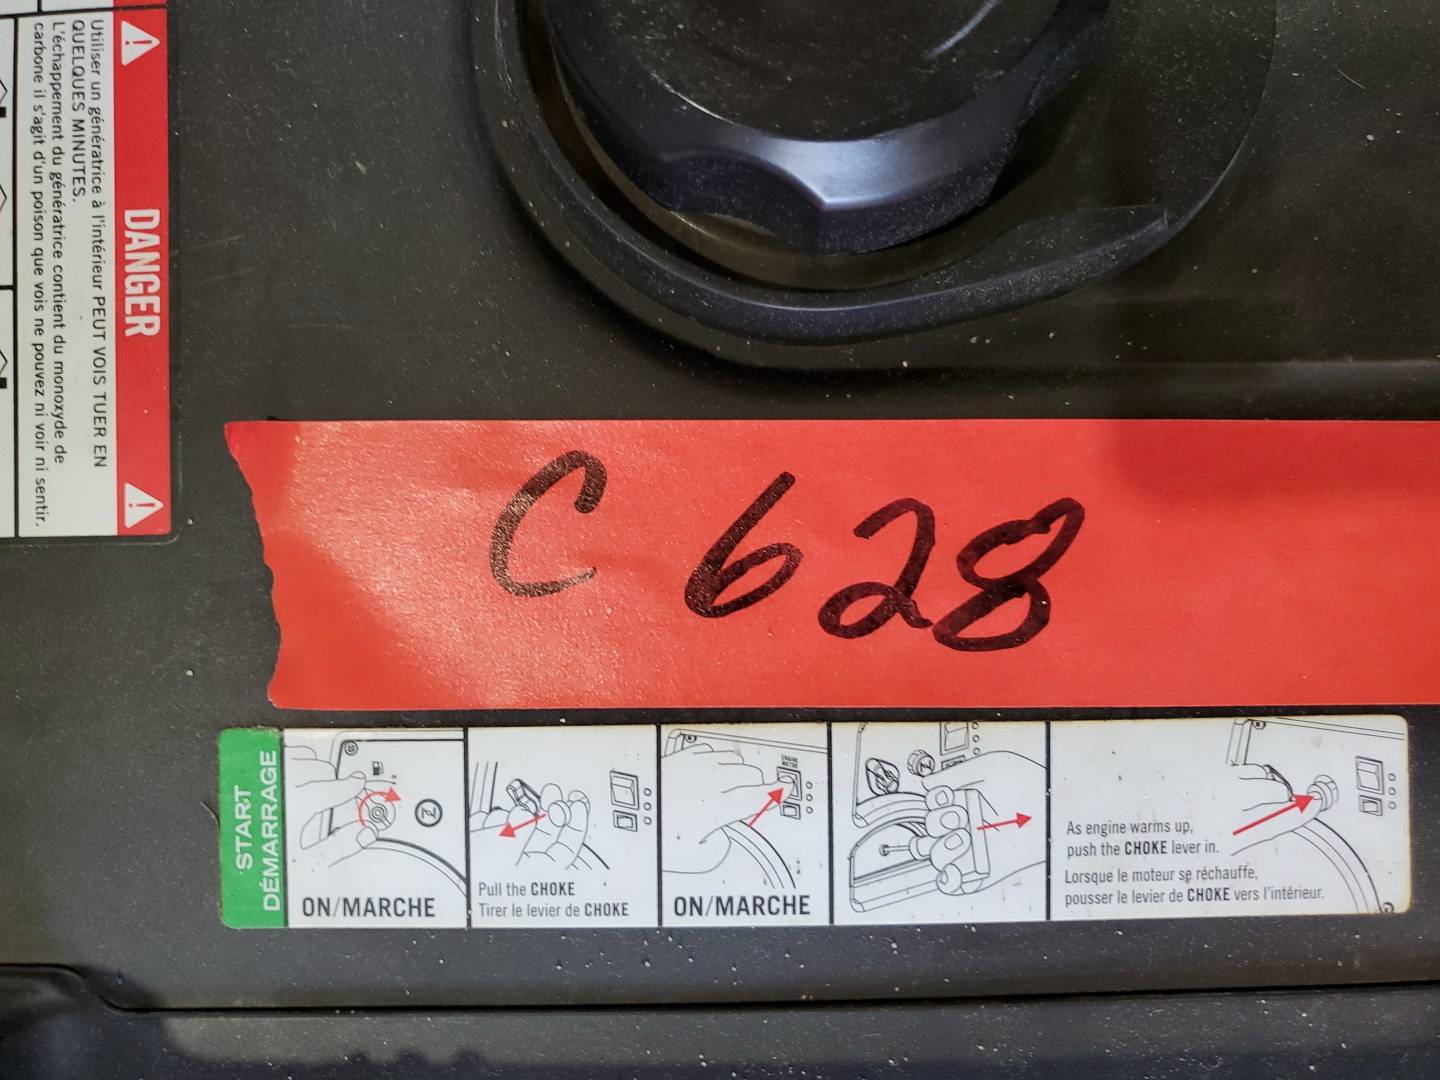 DANGER
Utiliser un génératrice à l'intérieur PEUT VOIS TUER EN
QUELQUES MINUTES.
L'échappement du génératrice contient du monoxyde de
carbone il s'agit d'un poison que vois ne pouvez ni voir ni sentir.
C 628
START
DÉMARRAGE
ON/MARCHE
Pull the CHOKE
Tirer le levier de CHOKE
ENGINE
MOTEUR
ON/MARCHE
As engine warms up,
push the CHOKE lever in.
Lorsque le moteur se réchauffe,
pousser le levier de CHOKE vers l'intérieur.